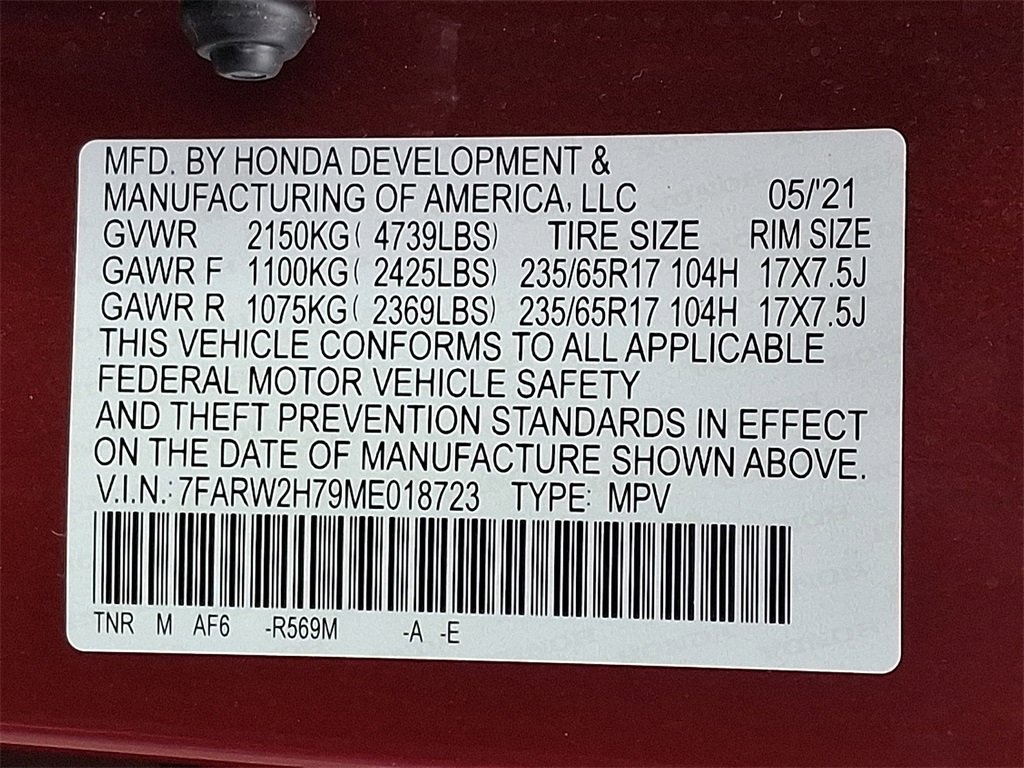 MFD. BY HONDA DEVELOPMENT &
MANUFACTURING OF AMERICA, LLC 05/'21
GVWR 2150KG( 4739LBS) TIRE SIZE RIM SIZE
GAWR F 1100KG( 2425LBS) 235/65R17 104H 17X7.5J
GAWR R 1075KG( 2369LBS) 235/65R17 104H 17X7.5J
THIS VEHICLE CONFORMS TO ALL APPLICABLE
FEDERAL MOTOR VEHICLE SAFETY
AND THEFT PREVENTION STANDARDS IN EFFECT
ON THE DATE OF MANUFACTURE SHOWN ABOVE.
V.I.N.: 7FARW2H79ME018723 TYPE: MPV
TNR M AF6 -R569M -A -E